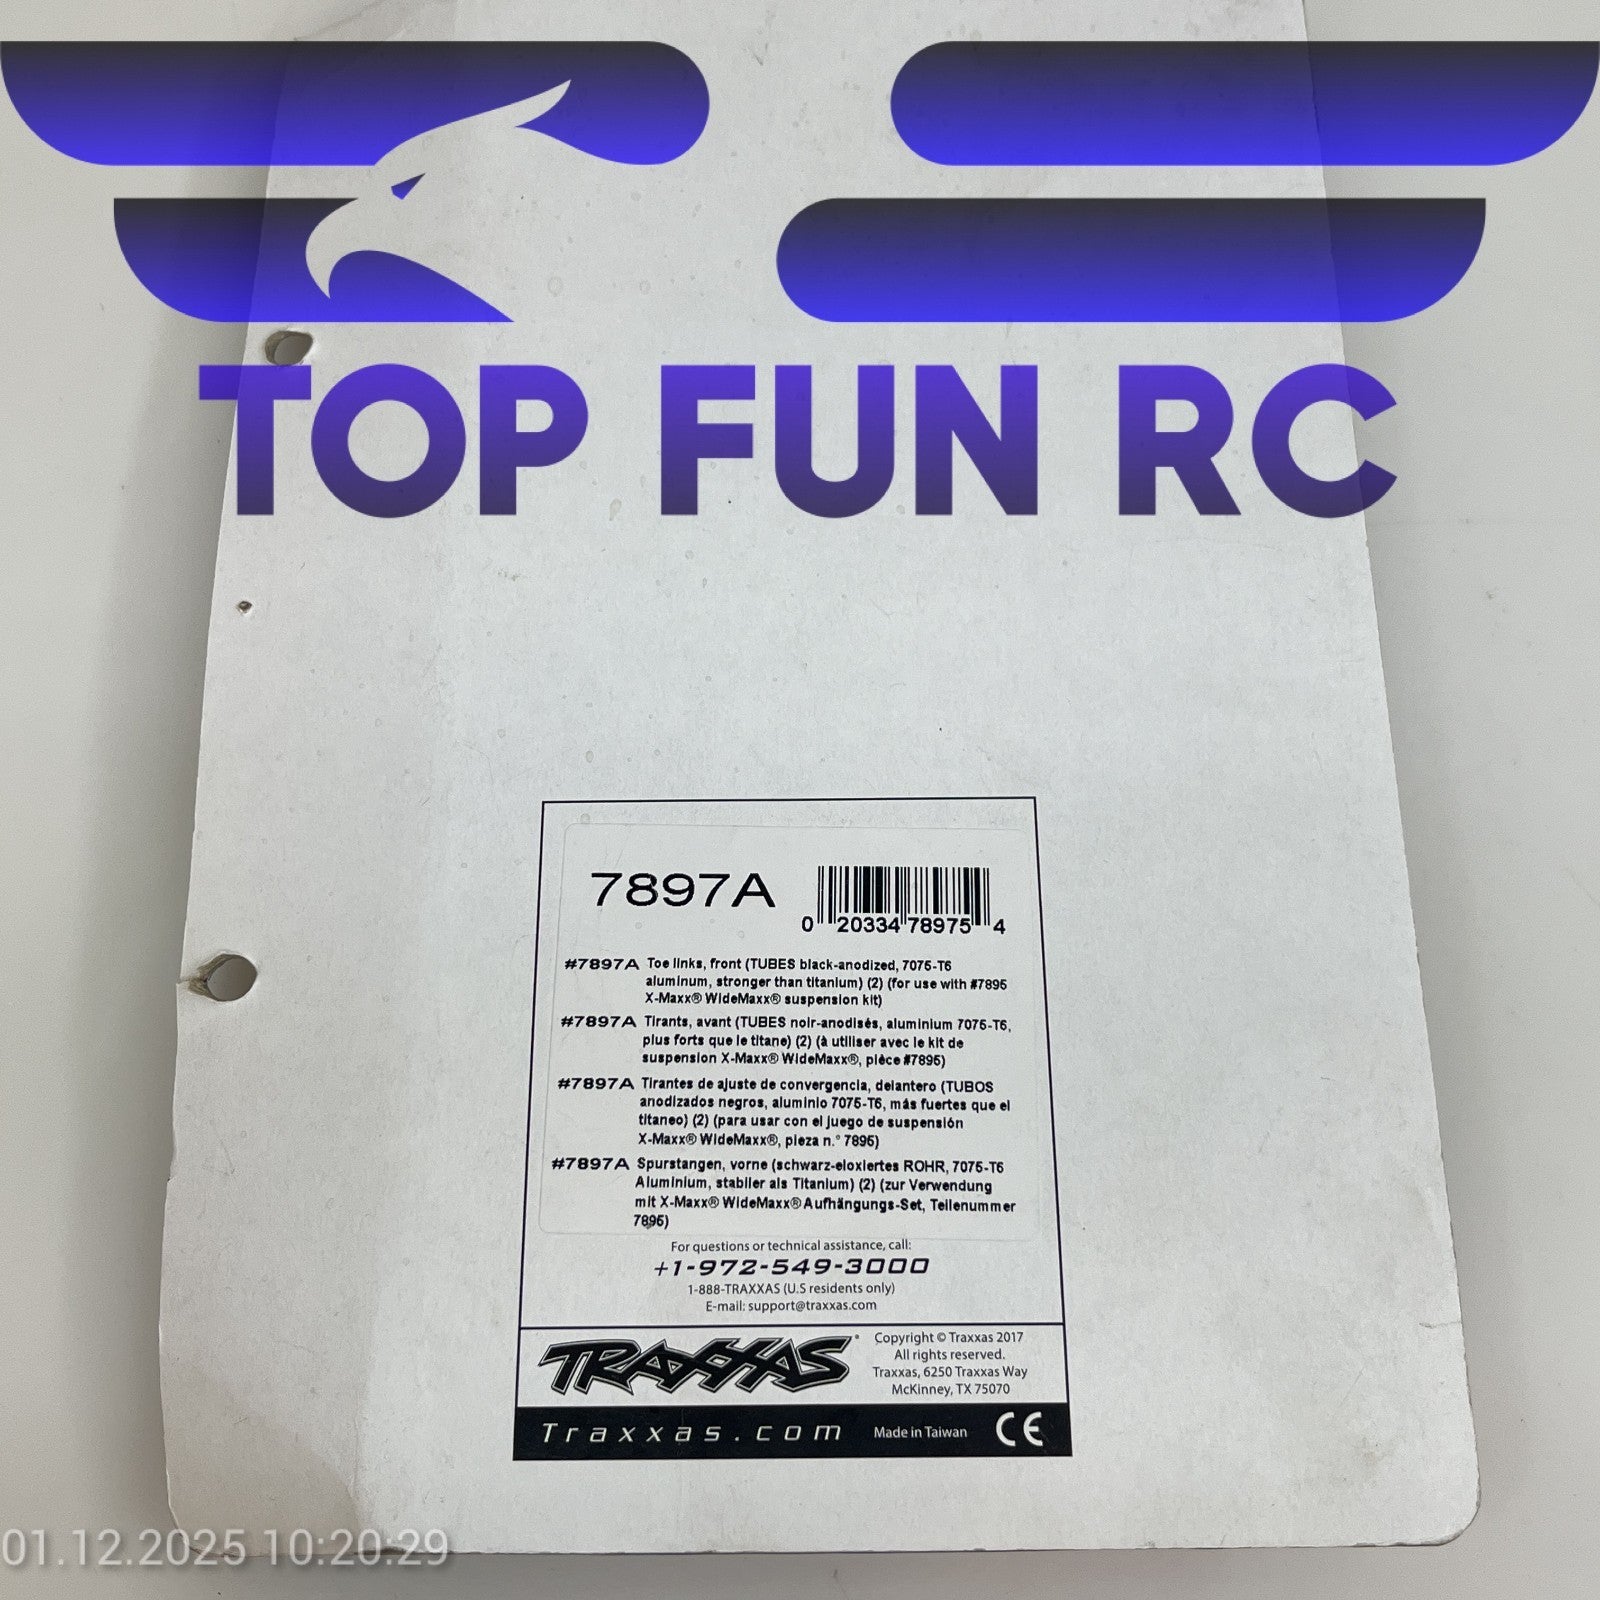 TOP FUN RC
7897A
0 20334 78975 4
#7897A Toe links, front (TUBES black-anodized, 7075-T6
aluminum, stronger than titanium) (2) (for use with #7895
X-Maxx® WideMaxx® suspension kit)
#7897A Tirants, avant (TUBES noir-anodisés, aluminium 7075-T6,
plus forts que le titane) (2) (à utiliser avec le kit de
suspension X-Maxx® WideMaxx®, pièce #7895)
#7897A Tirantes de ajuste de convergencia, delantero (TUBOS
anodizados negros, aluminio 7075-T6, más fuertes que el
titaneo) (2) (para usar con el juego de suspensión
X-Maxx® WideMaxx®, pieza n.° 7895)
#7897A Spurstangen, vorne (schwarz-eloxiertes ROHR, 7075-T6
Aluminium, stabiler als Titanium) (2) (zur Verwendung
mit X-Maxx® WideMaxx® Aufhängungs-Set, Teilenummer
7895)
For questions or technical assistance, call:
+1-972-549-3000
1-888-TRAXXAS (U.S residents only)
E-mail: support@traxxas.com
TRAXXAS
Copyright © Traxxas 2017
All rights reserved.
Traxxas, 6250 Traxxas Way
McKinney, TX 75070
Traxxas.com Made in Taiwan CE
01.12.2025 10:20:29